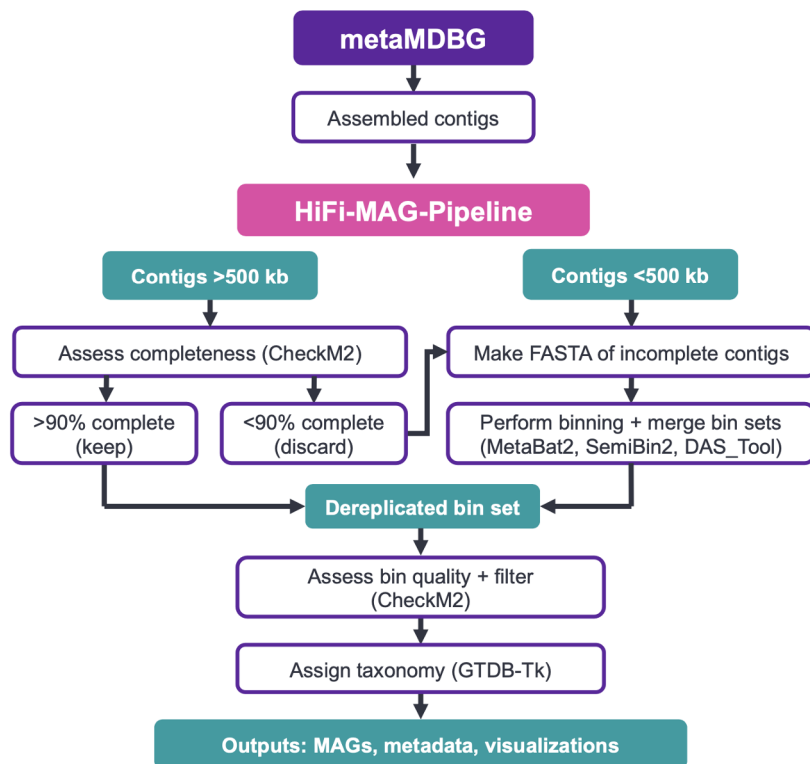 metaMDBG
Assembled contigs
HiFi-MAG-Pipeline
Contigs >500 kb
Contigs <500 kb
Assess completeness (CheckM2)
Make FASTA of incomplete contigs
>90% complete
(keep)
<90% complete
(discard)
Perform binning + merge bin sets
(MetaBat2, SemiBin2, DAS_Tool)
Dereplicated bin set
Assess bin quality + filter
(CheckM2)
Assign taxonomy (GTDB-Tk)
Outputs: MAGs, metadata, visualizations